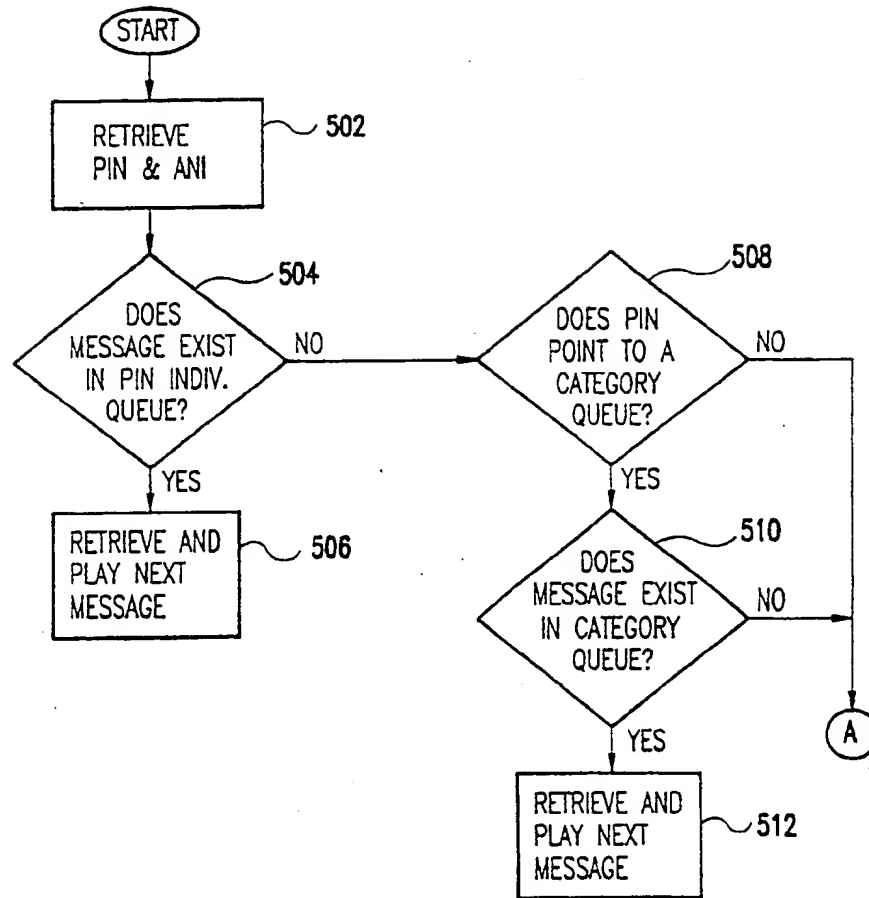 START
RETRIEVE
PIN & ANI
502
DOES
MESSAGE EXIST
IN PIN INDIV.
QUEUE?
504
NO
YES
RETRIEVE AND
PLAY NEXT
MESSAGE
506
DOES PIN
POINT TO A
CATEGORY
QUEUE?
508
NO
YES
DOES
MESSAGE EXIST
IN CATEGORY
QUEUE?
510
NO
A
YES
RETRIEVE AND
PLAY NEXT
MESSAGE
512